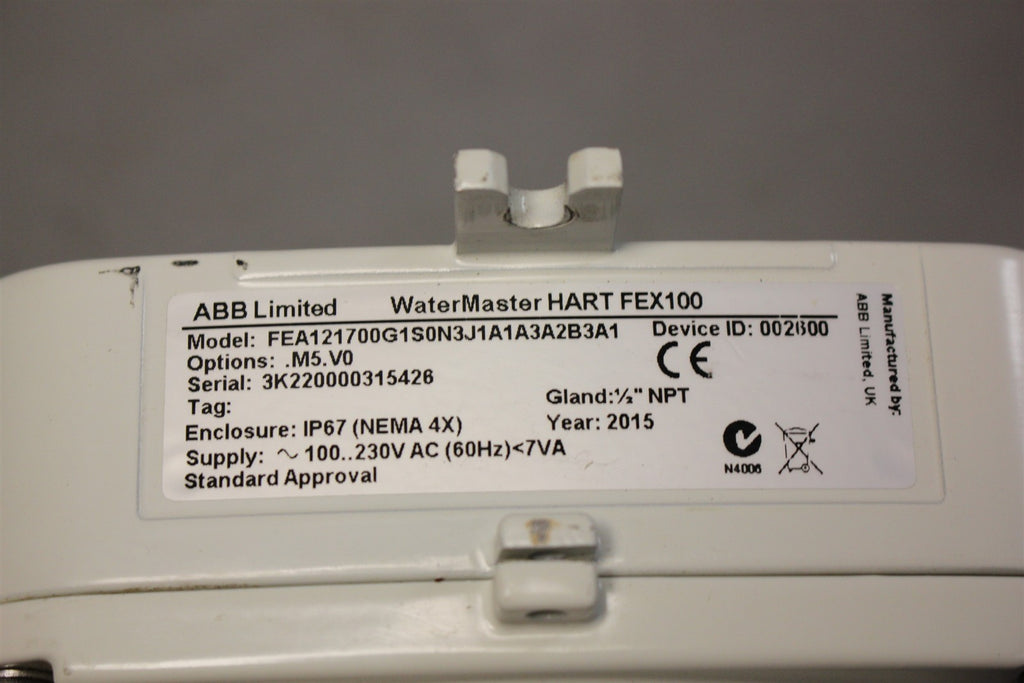 ABB Limited WaterMaster HART FEX100
Model: FEA121700G1S0N3J1A1A3A2B3A1 Device ID: 002600
Options: .M5.V0
CE
Serial: 3K220000315426
Tag:
Gland:½" NPT
Enclosure: IP67 (NEMA 4X)
Year: 2015
Supply: ~ 100..230V AC (60Hz)<7VA
N4006
Standard Approval
Manufactured by:
ABB Limited, UK